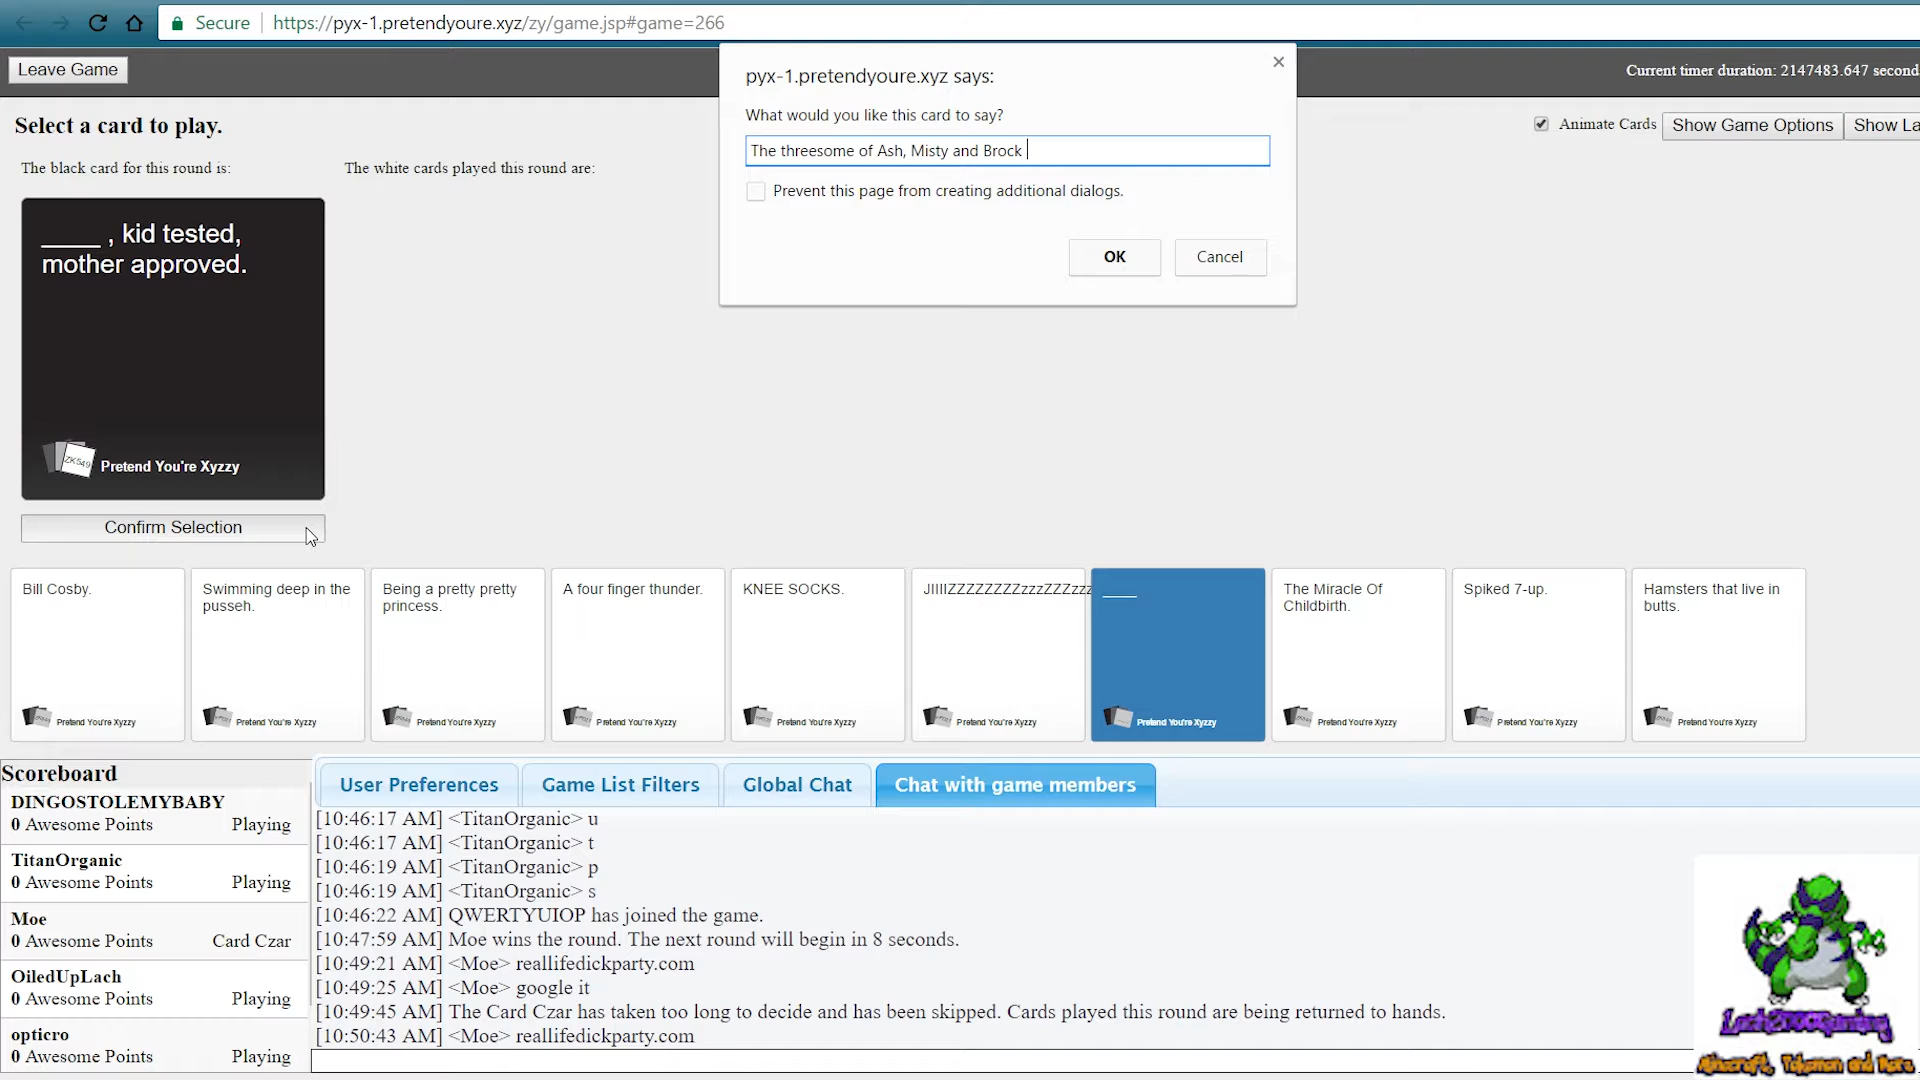 Secure
https://pyx-1.pretendyoure.xyz/zy/game.jsp#game=266
Leave Game
Current timer duration: 2147483.647 second
pyx-1.pretendyoure.xyz says:
What would you like this card to say?
The threesome of Ash, Misty and Brock
Prevent this page from creating additional dialogs.
OK
Cancel
Select a card to play.
Animate Cards
Show Game Options
Show La
The black card for this round is:
The white cards played this round are:
____ , kid tested,
mother approved.
Pretend You're Xyzzy
Confirm Selection
Bill Cosby.
Pretend You're Xyzzy
Swimming deep in the
pusseh.
Pretend You're Xyzzy
Being a pretty pretty
princess.
Pretend You're Xyzzy
A four finger thunder.
Pretend You're Xyzzy
KNEE SOCKS.
Pretend You're Xyzzy
JIIIIZZZZZZZZzzzZZZzzz
Pretend You're Xyzzy
____
Pretend You're Xyzzy
The Miracle Of
Childbirth.
Pretend You're Xyzzy
Spiked 7-up.
Pretend You're Xyzzy
Hamsters that live in
butts.
Pretend You're Xyzzy
Scoreboard
DINGOSTOLEMYBABY
0 Awesome Points Playing
TitanOrganic
0 Awesome Points Playing
Moe
0 Awesome Points Card Czar
OiledUpLach
0 Awesome Points Playing
opticro
0 Awesome Points Playing
User Preferences
Game List Filters
Global Chat
Chat with game members
[10:46:17 AM] <TitanOrganic> u
[10:46:17 AM] <TitanOrganic> t
[10:46:19 AM] <TitanOrganic> p
[10:46:19 AM] <TitanOrganic> s
[10:46:22 AM] QWERTYUIOP has joined the game.
[10:47:59 AM] Moe wins the round. The next round will begin in 8 seconds.
[10:49:21 AM] <Moe> reallifedickparty.com
[10:49:25 AM] <Moe> google it
[10:49:45 AM] The Card Czar has taken too long to decide and has been skipped. Cards played this round are being returned to hands.
[10:50:43 AM] <Moe> reallifedickparty.com
Minecraft, Pokemon and More